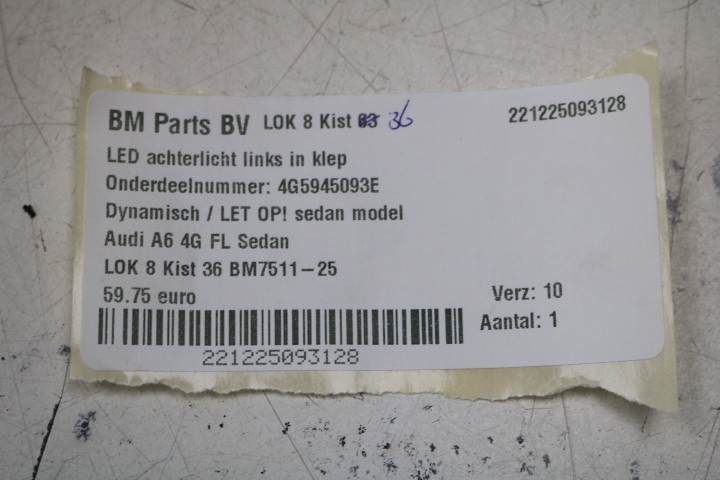 BM Parts BV LOK 8 Kist 36 221225093128
LED achterlicht links in klep
Onderdeelnummer: 4G5945093E
Dynamisch / LET OP! sedan model
Audi A6 4G FL Sedan
LOK 8 Kist 36 BM7511-25
59.75 euro
Verz: 10
Aantal: 1
221225093128